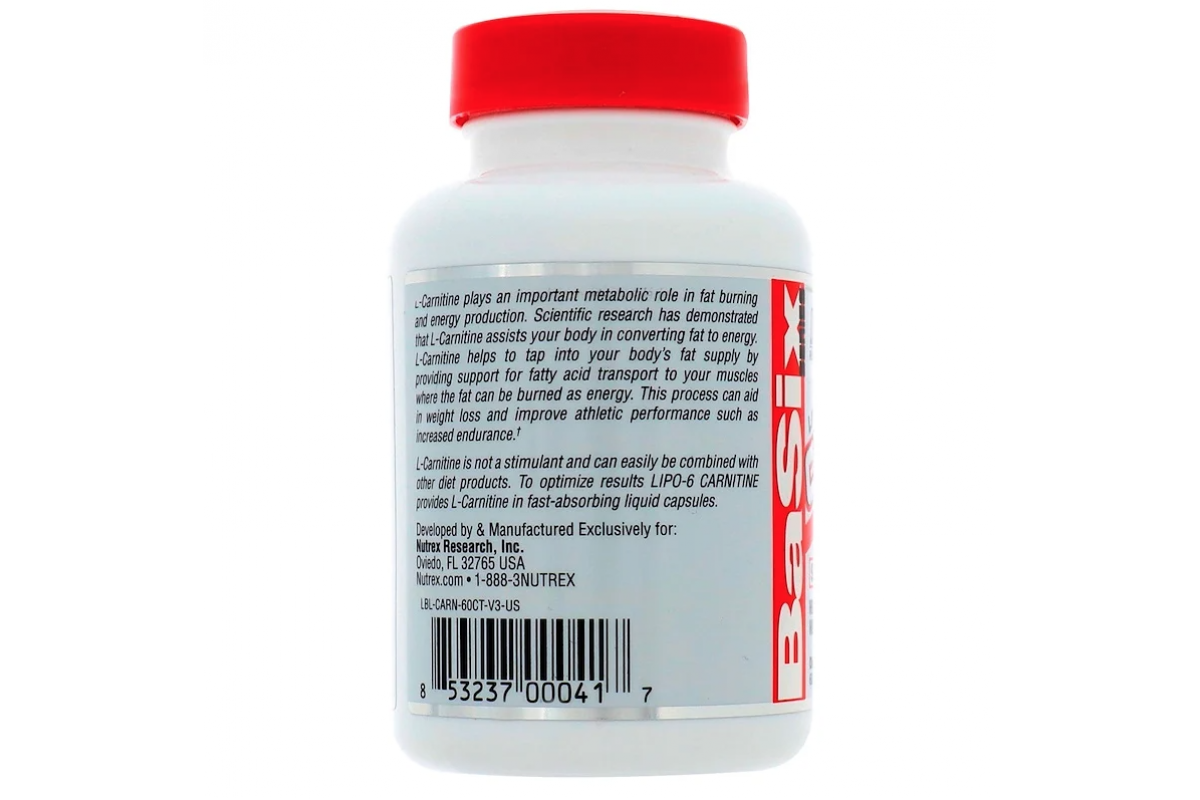 L-Carnitine plays an important metabolic role in fat burning
and energy production. Scientific research has demonstrated
that L-Carnitine assists your body in converting fat to energy.
L-Carnitine helps to tap into your body's fat supply by
providing support for fatty acid transport to your muscles
where the fat can be burned as energy. This process can aid
in weight loss and improve athletic performance such as
increased endurance.†
L-Carnitine is not a stimulant and can easily be combined with
other diet products. To optimize results LIPO-6 CARNITINE
provides L-Carnitine in fast-absorbing liquid capsules.
Developed by & Manufactured Exclusively for:
Nutrex Research, Inc.
Oviedo, FL 32765 USA
Nutrex.com • 1-888-3NUTREX
LBL-CARN-60CT-V3-US
8 53237 00041 7
BaSix